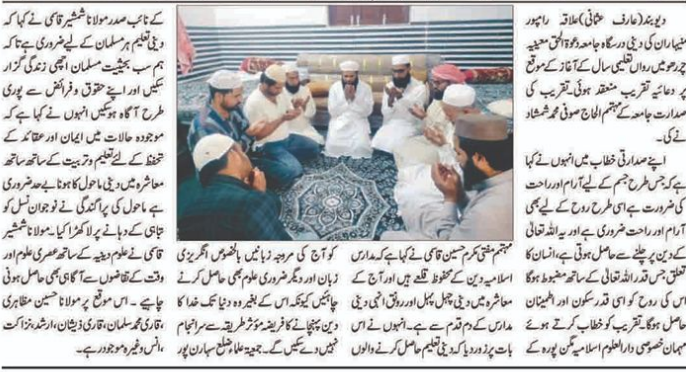 دیوبند(عارف عثمانی)علاقہ رامپور
منیہاران کی دینی درسگاہ جامعہ دعوۃ الحق معینیہ
چرھو میں رواں تعلیمی سال کے آغاز کے موقع
پر دعائیہ تقریب منعقد ہوئی۔تقریب کی
صدارت جامعہ کے مہتمم الحاج صوفی محمد شمشاد
نے کی۔
اپنے صدارتی خطاب میں انہوں نے کہا
ہے کہ جس طرح جسم کے لیے آرام اور راحت
کی ضرورت ہے اسی طرح روح کے لیے بھی
آرام اور راحت ضروری ہے اور یہ اللہ تعالی
کے دین پر چلنے سے حاصل ہوتی ہے،انسان کا
تعلق جس قدر اللہ تعالی کے ساتھ مضبوط ہوگا
اس کی روح کو اسی قدر سکون اور اطمینان
حاصل ہوگا۔تقریب کو خطاب کرتے ہوئے
مہمان خصوصی دارالعلوم اسلامیہ گن پورہ کے
مہتمم مفتی مکرم حسین قاسمی نے کہا ہے کہ مدارس
اسلامیہ دین کے محفوظ قلعے ہیں اور آج کے
معاشرہ میں دینی چہل پہل اور رونق انہی دینی
مدارس کے دم قدم سے ہے۔انہوں نے اس
بات پر زور دیا کہ دینی تعلیم حاصل کرنے والوں
کو آج کی مروجہ زبانیں بالخصوص انگریزی
زبان اور دیگر ضروری علوم بھی حاصل کرنے
چاہئیں کیونکہ اس کے بغیر وہ دنیا تک خدا کا
دین پہنچانے کا فریضہ مؤثر طریقہ سے سرانجام
نہیں دے سکیں گے۔جمعیۃ علماء ضلع سہارن پور
کے نائب صدر مولانا شمشیر قاسمی نے کہا کہ
دینی تعلیم ہر مسلمان کے لیے ضروری ہے تاکہ
ہم سب بحیثیت مسلمان اچھی زندگی گزار
سکیں اور اپنے حقوق و فرائض سے پوری
طرح آگاہ ہوسکیں انہوں نے کہا ہے کہ
موجودہ حالات میں ایمان اور عقائد کے
تحفظ کے لئے تعلیم و تربیت کے ساتھ ساتھ
معاشرہ میں دینی ماحول کا ہونا بے حد ضروری
ہے ماحول کی پراگندگی نے نوجوان نسل کو
تباہی کے دہانے پر لا کھڑا کیا۔مولانا شمشیر
قاسمی نے علوم دینیہ کے ساتھ عصری علوم اور
وقت کے تقاضوں سے آگاہی بھی حاصل ہونی
چاہیے۔اس موقع پر مولانا حسین مظاہری
،قاری محمد سلمان،قاری ذیشان،ارشد،نزاکت
،انس وغیرہ موجود رہے۔